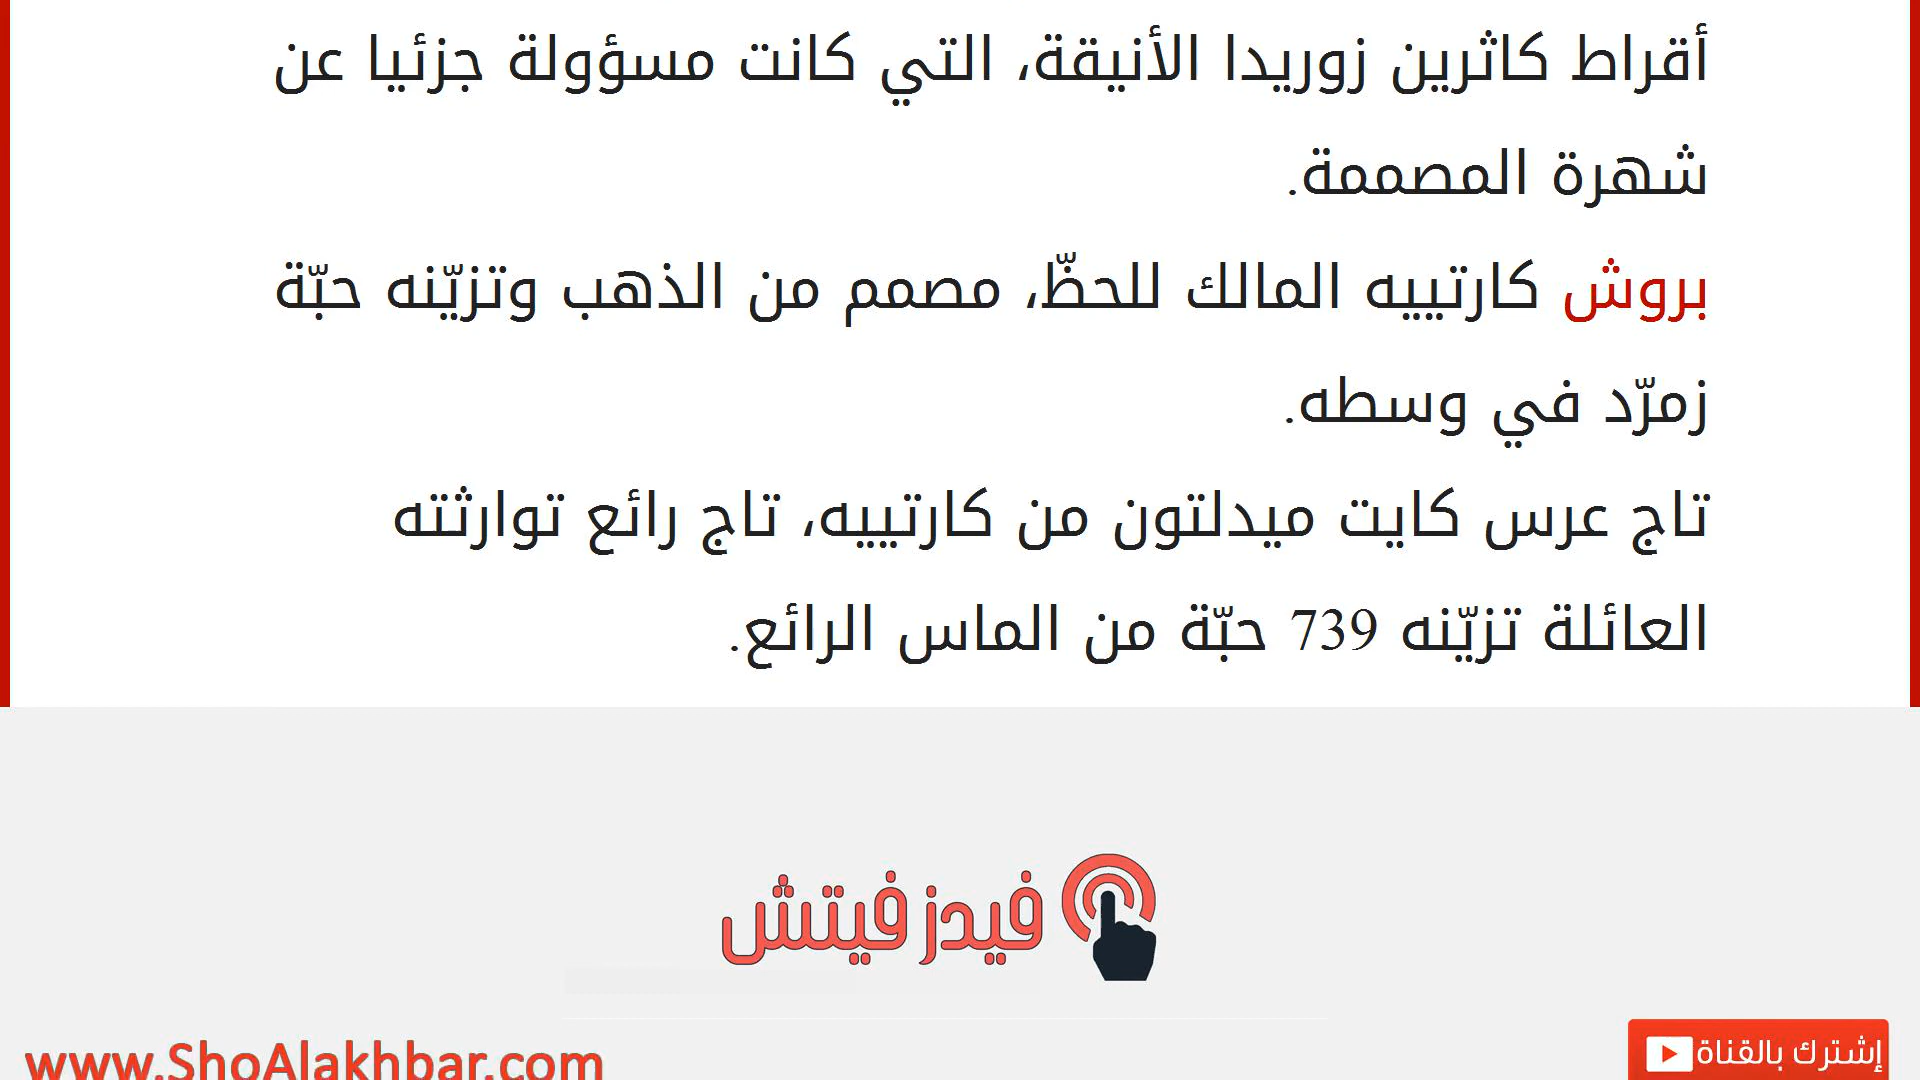 أقراط كاثرين زوريدا الأنيقة، التي كانت مسؤولة جزئيا عن
شهرة المصممة.
بروش كارتييه المالك للحظّ، مصمم من الذهب وتزيّنه حبّة
زمرّد في وسطه.
تاج عرس كايت ميدلتون من كارتييه، تاج رائع توارثته
العائلة تزيّنه 739 حبّة من الماس الرائع.
فيدز فيتش
www.ShoAlakhbar.com
إشترك بالقناة